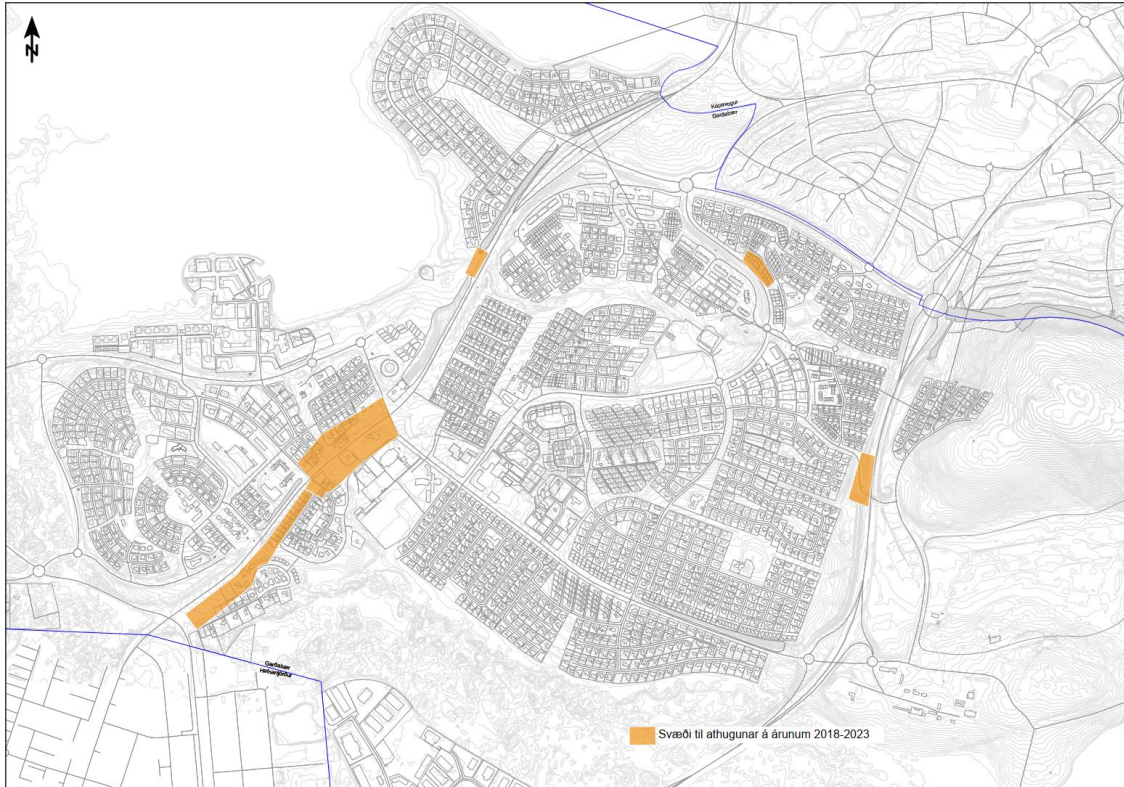 N
Kópavogur
Garðabær
Garðabær
Hafnarfjörður
Svæði til athugunar á árunum 2018-2023